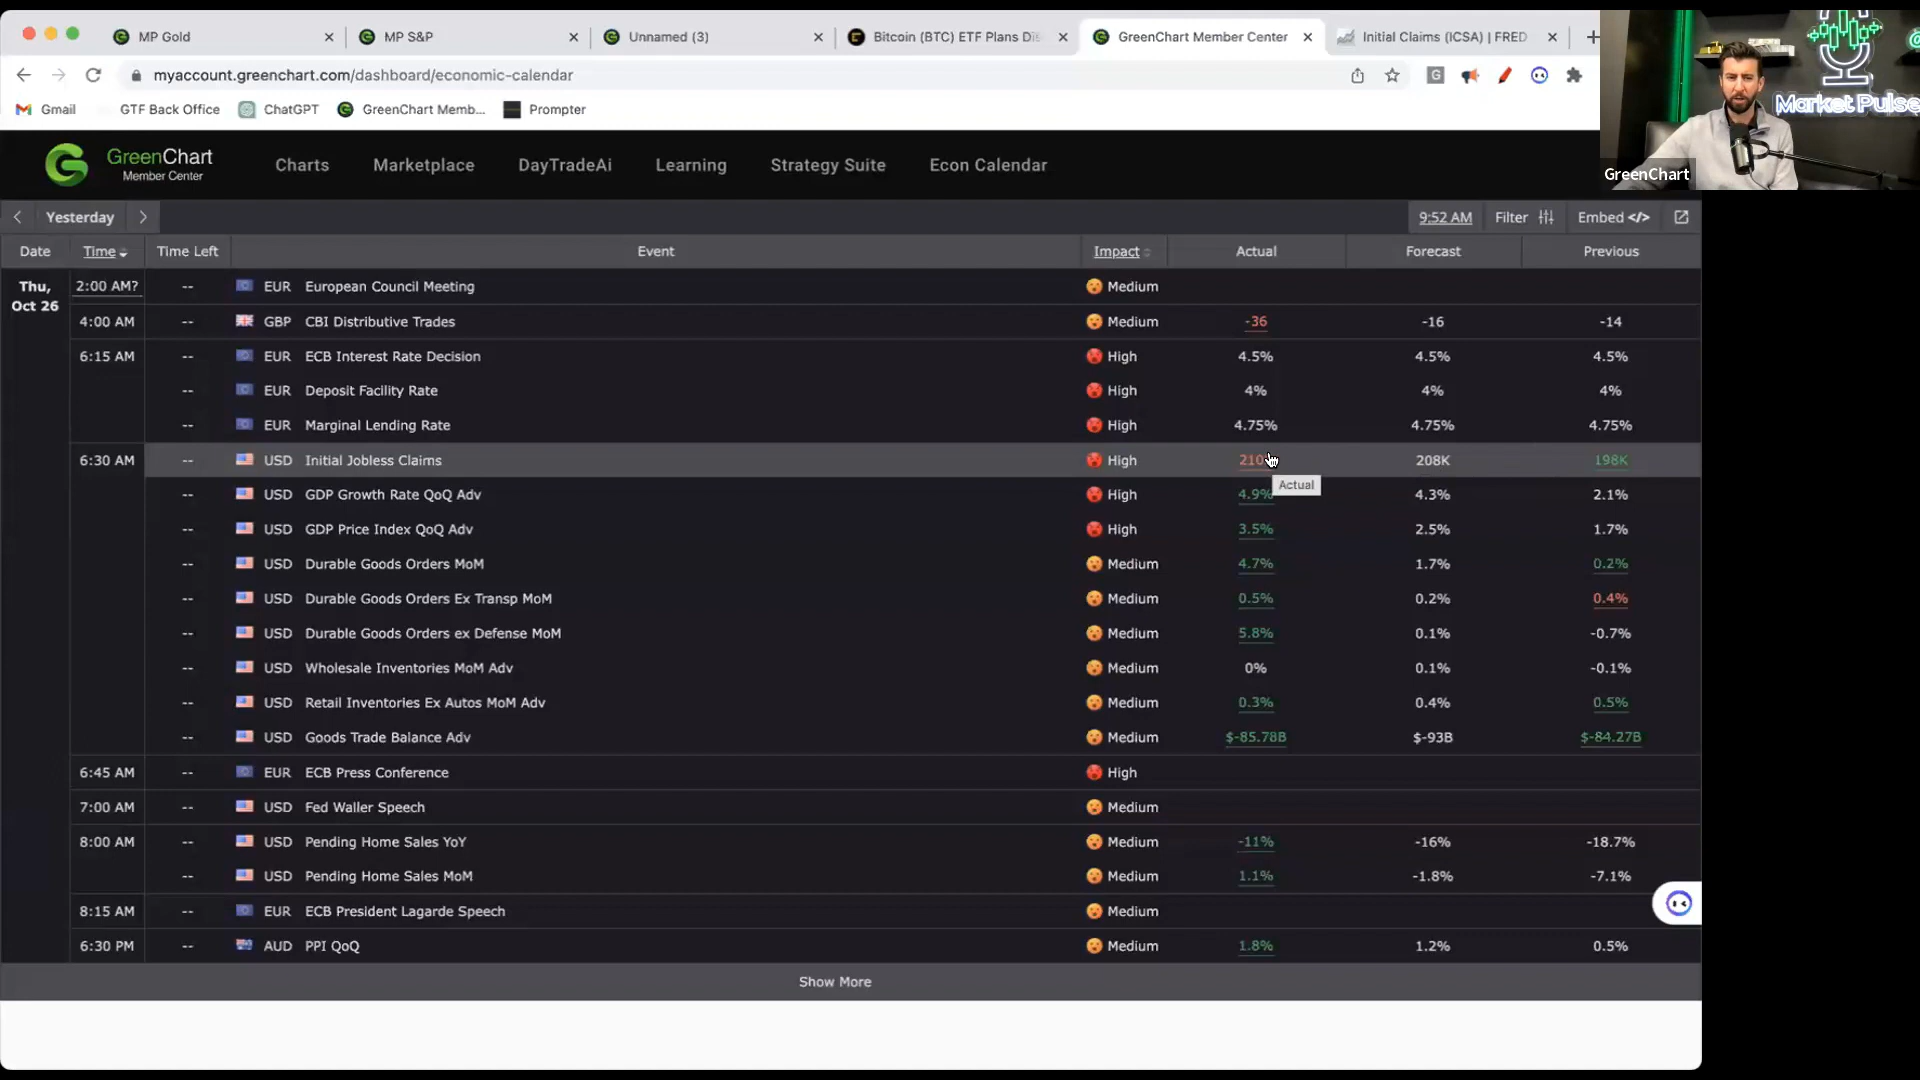 MP Gold
MP S&P
Unnamed (3)
Bitcoin (BTC) ETF Plans
GreenChart Member Center
Initial Claims (ICSA) | FRED
myaccount.greenchart.com/dashboard/economic-calendar
Gmail
GTF Back Office
ChatGPT
GreenChart Memb...
Prompter
Market Pulse
GreenChart
GreenChart
Member Center
Charts
Marketplace
DayTradeAi
Learning
Strategy Suite
Econ Calendar
Yesterday
9:52 AM
Filter
Embed </>
Date Time Time Left Event Impact Actual Forecast Previous
Thu, Oct 26
2:00 AM? -- EUR European Council Meeting Medium
4:00 AM -- GBP CBI Distributive Trades Medium -36 -16 -14
6:15 AM -- EUR ECB Interest Rate Decision High 4.5% 4.5% 4.5%
-- EUR Deposit Facility Rate High 4% 4% 4%
-- EUR Marginal Lending Rate High 4.75% 4.75% 4.75%
6:30 AM -- USD Initial Jobless Claims High 210 208K 198K
Actual
-- USD GDP Growth Rate QoQ Adv High 4.9% 4.3% 2.1%
-- USD GDP Price Index QoQ Adv High 3.5% 2.5% 1.7%
-- USD Durable Goods Orders MoM Medium 4.7% 1.7% 0.2%
-- USD Durable Goods Orders Ex Transp MoM Medium 0.5% 0.2% 0.4%
-- USD Durable Goods Orders ex Defense MoM Medium 5.8% 0.1% -0.7%
-- USD Wholesale Inventories MoM Adv Medium 0% 0.1% -0.1%
-- USD Retail Inventories Ex Autos MoM Adv Medium 0.3% 0.4% 0.5%
-- USD Goods Trade Balance Adv Medium $-85.78B $-93B $-84.27B
6:45 AM -- EUR ECB Press Conference High
7:00 AM -- USD Fed Waller Speech Medium
8:00 AM -- USD Pending Home Sales YoY Medium -11% -16% -18.7%
-- USD Pending Home Sales MoM Medium 1.1% -1.8% -7.1%
8:15 AM -- EUR ECB President Lagarde Speech Medium
6:30 PM -- AUD PPI QoQ Medium 1.8% 1.2% 0.5%
Show More